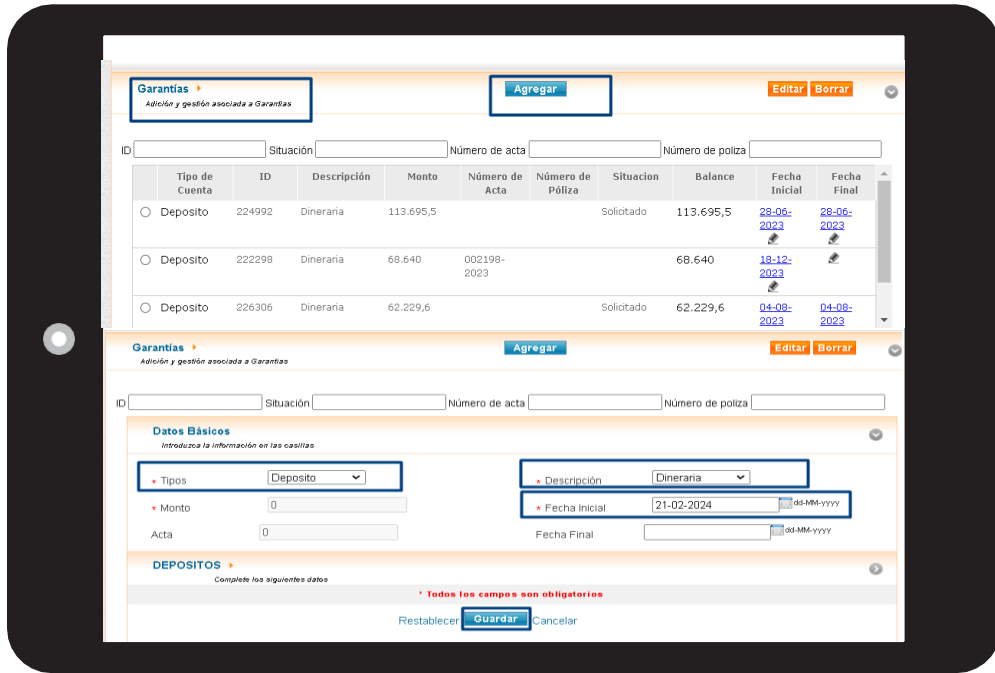 Garantías
Agregar
Editar Borrar
Adición y gestión asociada a Garantías
ID Situación Número de acta Número de poliza
Tipo de Cuenta ID Descripción Monto Número de Acta Número de Póliza Situacion Balance Fecha Inicial Fecha Final
Deposito 224992 Dineraria 113.695,5 Solicitado 113.695,5 28-06-2023 28-06-2023
Deposito 222298 Dineraria 68.640 002198-2023 68.640 18-12-2023
Deposito 226306 Dineraria 62.229,6 Solicitado 62.229,6 04-08-2023 04-08-2023
Garantías
Agregar
Editar Borrar
Adición y gestión asociada a Garantías
ID Situación Número de acta Número de poliza
Datos Básicos
Introduzca la información en las casillas
* Tipos Deposito * Descripción Dineraria
* Monto 0 * Fecha Inicial 21-02-2024 dd-MM-yyyy
Acta 0 Fecha Final dd-MM-yyyy
DEPOSITOS
Complete los siguientes datos
* Todos los campos son obligatorios
Restablecer Guardar Cancelar